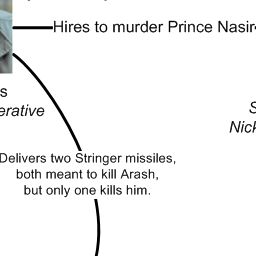 Hires to murder Prince Nasir
s
erative
S
Nick
Delivers two Stringer missiles,
both meant to kill Arash,
but only one kills him.